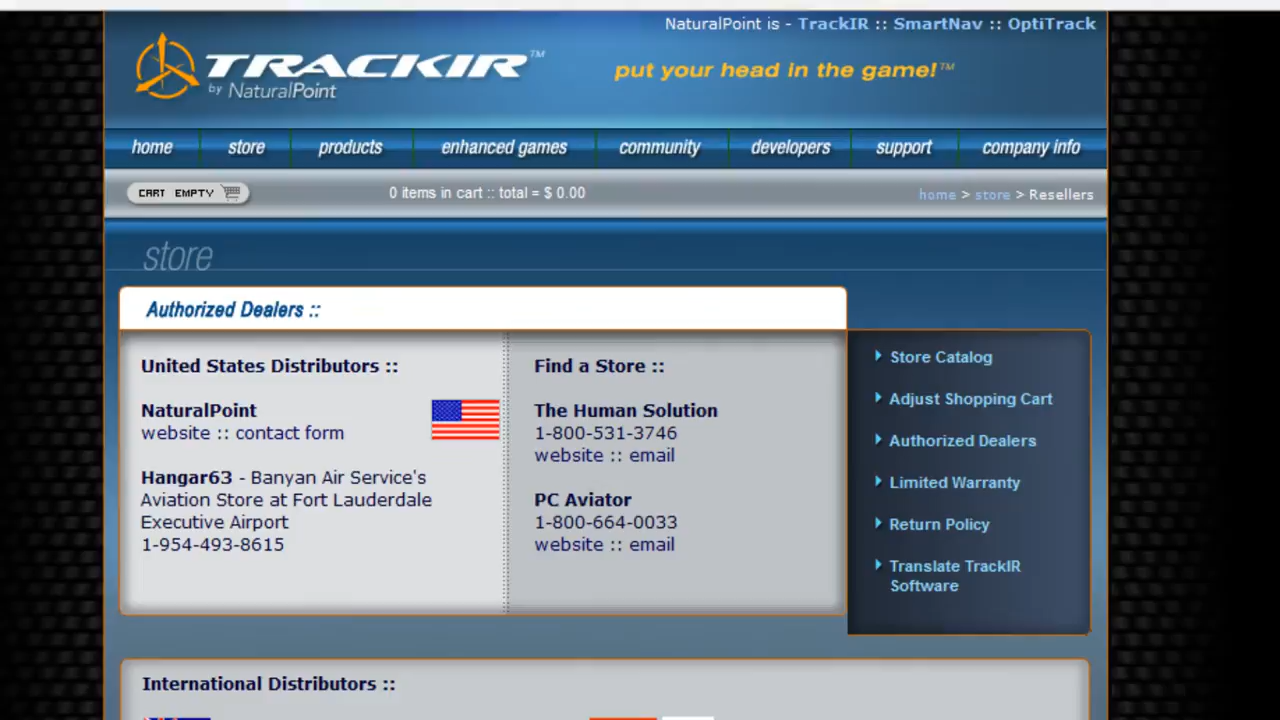 NaturalPoint is - TrackIR :: SmartNav :: OptiTrack
TRACKIR™
by NaturalPoint
put your head in the game!™
home store products enhanced games community developers support company info
CART EMPTY
0 items in cart :: total = $ 0.00
home > store > Resellers
store
Authorized Dealers ::
United States Distributors ::
NaturalPoint
website :: contact form
Hangar63 - Banyan Air Service's
Aviation Store at Fort Lauderdale
Executive Airport
1-954-493-8615
Find a Store ::
The Human Solution
1-800-531-3746
website :: email
PC Aviator
1-800-664-0033
website :: email
Store Catalog
Adjust Shopping Cart
Authorized Dealers
Limited Warranty
Return Policy
Translate TrackIR
Software
International Distributors ::